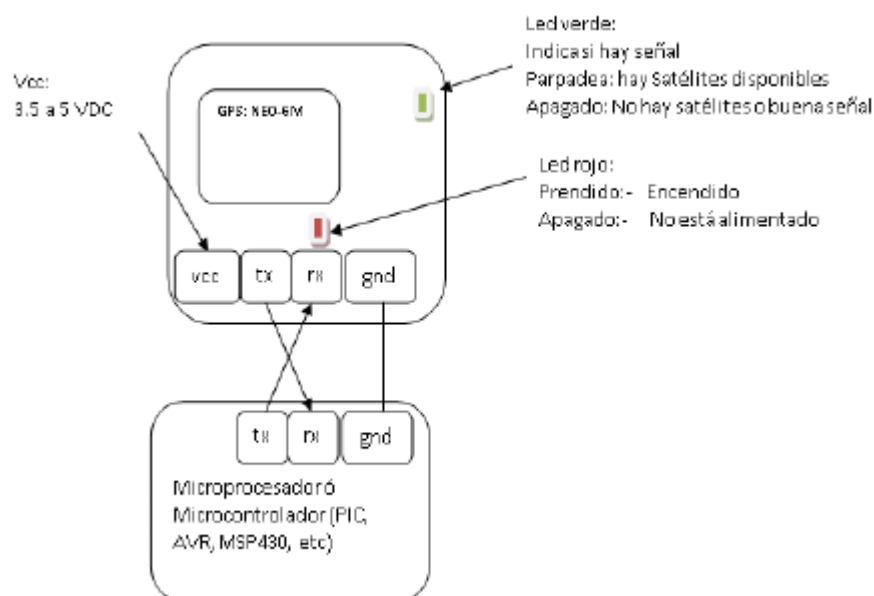 Led verde:
Indica si hay señal
Parpadea: hay Satélites disponibles
Apagado: No hay satélites o buena señal
Vcc:
3.5 a 5 VDC
GPS: NEO-6M
Led rojo:
Prendido:- Encendido
Apagado:- No está alimentado
vcc tx rx gnd
tx rx gnd
Microprocesador ó
Microcontrolador (PIC,
AVR, MSP430, etc)